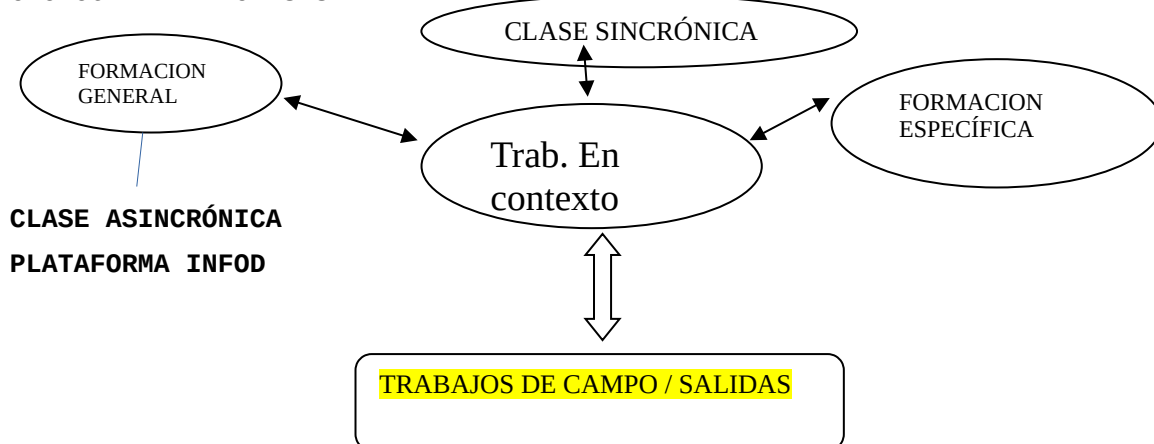 CLASE SINCRÓNICA
FORMACION
GENERAL
FORMACION
ESPECÍFICA
Trab. En
contexto
CLASE ASINCRÓNICA
PLATAFORMA INFOD
TRABAJOS DE CAMPO / SALIDAS